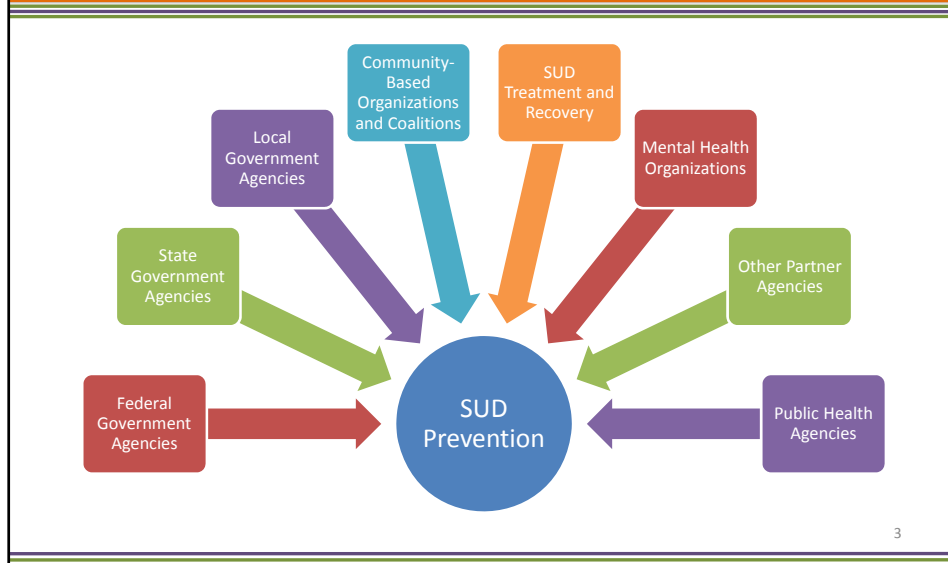 Community-
Based
Organizations
and Coalitions
SUD
Treatment and
Recovery
Local
Government
Agencies
Mental Health
Organizations
State
Government
Agencies
Other Partner
Agencies
Federal
Government
Agencies
SUD
Prevention
Public Health
Agencies
3